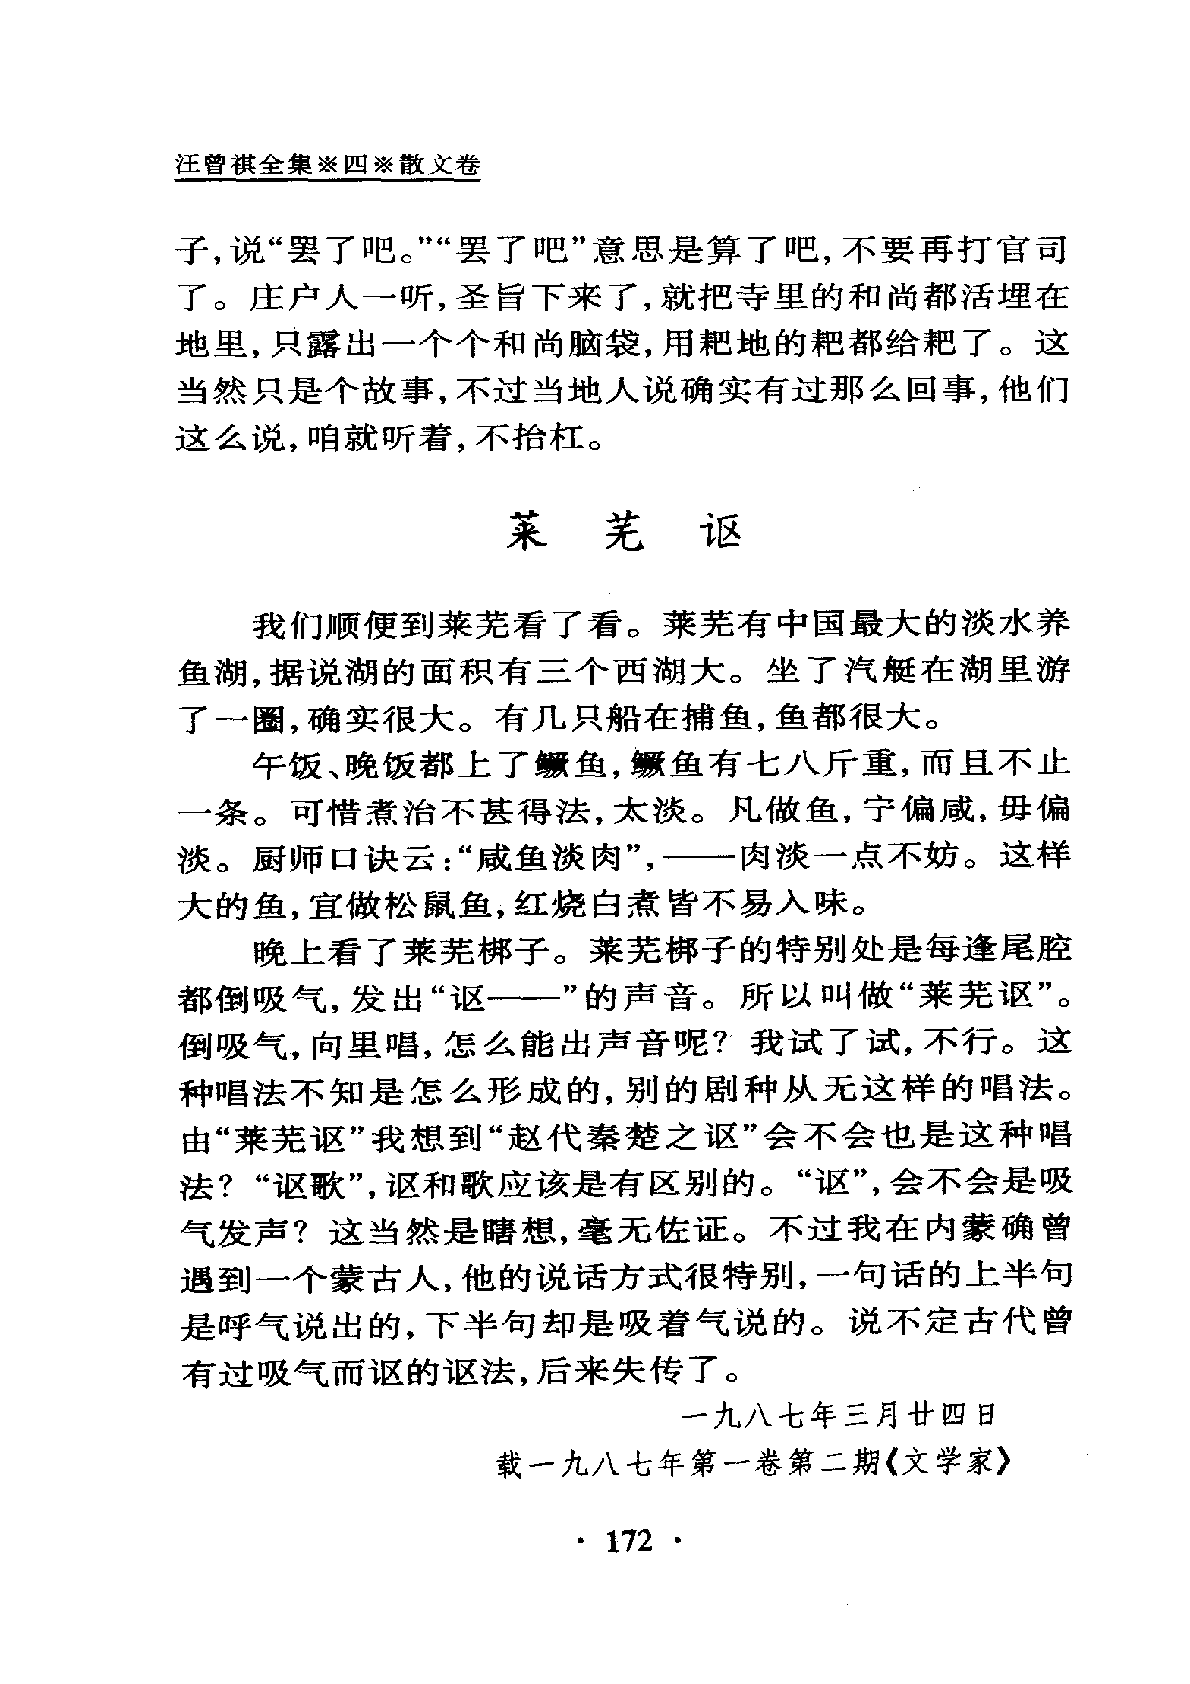 汪曾祺全集※四※散文卷
子,说“罢了吧。”“罢了吧”意思是算了吧,不要再打官司
了。庄户人一听,圣旨下来了,就把寺里的和尚都活埋在
地里,只露出一个个和尚脑袋,用耙地的耙都给耙了。这
当然只是个故事,不过当地人说确实有过那么回事,他们
这么说,咱就听着,不抬杠。
莱芜讴
我们顺便到莱芜看了看。莱芜有中国最大的淡水养
鱼湖,据说湖的面积有三个西湖大。坐了汽艇在湖里游
了一圈,确实很大。有几只船在捕鱼,鱼都很大。
午饭、晚饭都上了鳜鱼,鳜鱼有七八斤重,而且不止
一条。可惜煮治不甚得法,太淡。凡做鱼,宁偏咸,毋偏
淡。厨师口诀云:“咸鱼淡肉”,——肉淡一点不妨。这样
大的鱼,宜做松鼠鱼,红烧白煮皆不易入味。
晚上看了莱芜梆子。莱芜梆子的特别处是每逢尾腔
都倒吸气,发出“讴——”的声音。所以叫做“莱芜讴”。
倒吸气,向里唱,怎么能出声音呢?我试了试,不行。这
种唱法不知是怎么形成的,别的剧种从无这样的唱法。
由“莱芜讴”我想到“赵代秦楚之讴”会不会也是这种唱
法?“讴歌”,讴和歌应该是有区别的。“讴”,会不会是吸
气发声?这当然是瞎想,毫无佐证。不过我在内蒙确曾
遇到一个蒙古人,他的说话方式很特别,一句话的上半句
是呼气说出的,下半句却是吸着气说的。说不定古代曾
有过吸气而讴的讴法,后来失传了。
一九八七年三月廿四日
载一九八七年第一卷第二期《文学家》
· 172 ·